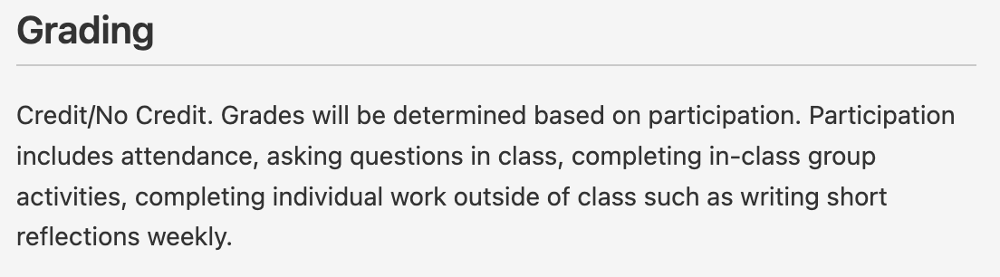 Grading
Credit/No Credit. Grades will be determined based on participation. Participation
includes attendance, asking questions in class, completing in-class group
activities, completing individual work outside of class such as writing short
reflections weekly.